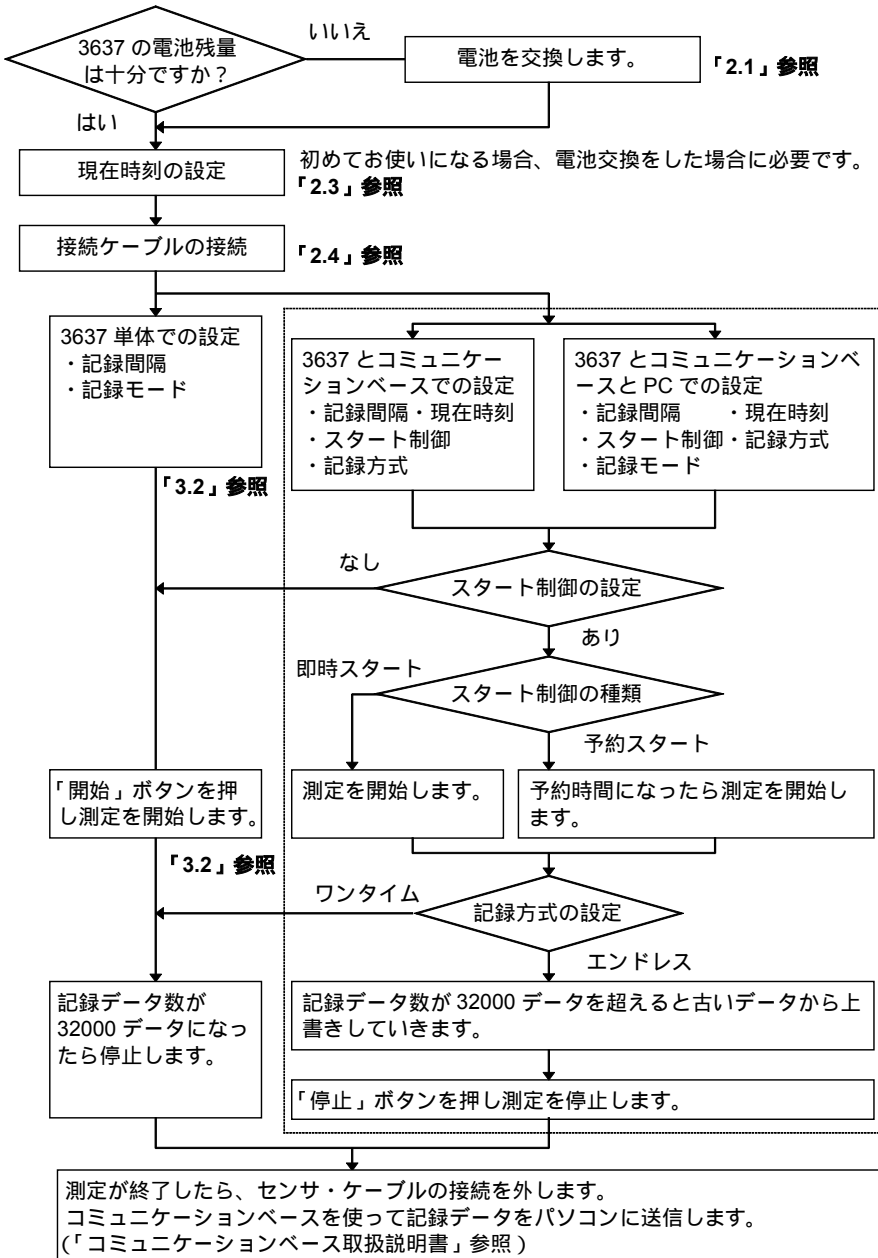 3637 の電池残量
は十分ですか？
いいえ
電池を交換します。
「2.1」参照
はい
現在時刻の設定
初めてお使いになる場合、電池交換をした場合に必要です。
「2.3」参照
接続ケーブルの接続
「2.4」参照
3637 単体での設定
・記録間隔
・記録モード
「3.2」参照
3637 とコミュニケー
ションベースでの設定
・記録間隔・現在時刻
・スタート制御
・記録方式
3637 とコミュニケーションベ
ースと PC での設定
・記録間隔　　・現在時刻
・スタート制御・記録方式
・記録モード
なし
スタート制御の設定
あり
即時スタート
スタート制御の種類
予約スタート
「開始」ボタンを押
し測定を開始します。
測定を開始します。
予約時間になったら測定を開始し
ます。
「3.2」参照
ワンタイム
記録方式の設定
エンドレス
記録データ数が
32000 データになっ
たら停止します。
記録データ数が 32000 データを超えると古いデータから上
書きしていきます。
「停止」ボタンを押し測定を停止します。
測定が終了したら、センサ・ケーブルの接続を外します。
コミュニケーションベースを使って記録データをパソコンに送信します。
(「コミュニケーションベース取扱説明書」参照)